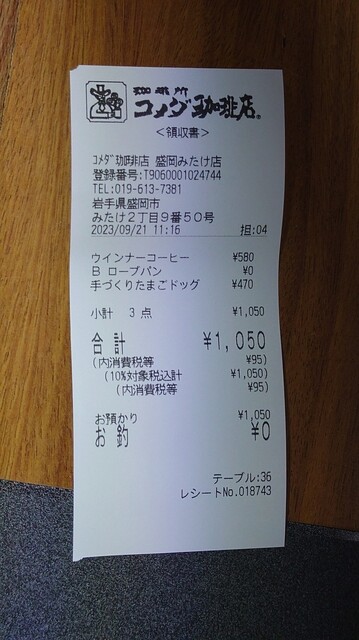 珈琲所
コメダ珈琲店®
<領収書>
コメダ珈琲店 盛岡みたけ店
登録番号:T9060001024744
TEL:019-613-7381
岩手県盛岡市
みたけ2丁目9番50号
2023/09/21 11:16 担:04
ウインナーコーヒー ¥580
B ローブパン ¥0
手づくりたまごドッグ ¥470
小計 3点 ¥1,050
合計 ¥1,050
(内消費税等 ¥95)
(10%対象税込計 ¥1,050)
(内消費税等 ¥95)
お預かり ¥1,050
お釣 ¥0
テーブル:36
レシートNo.018743